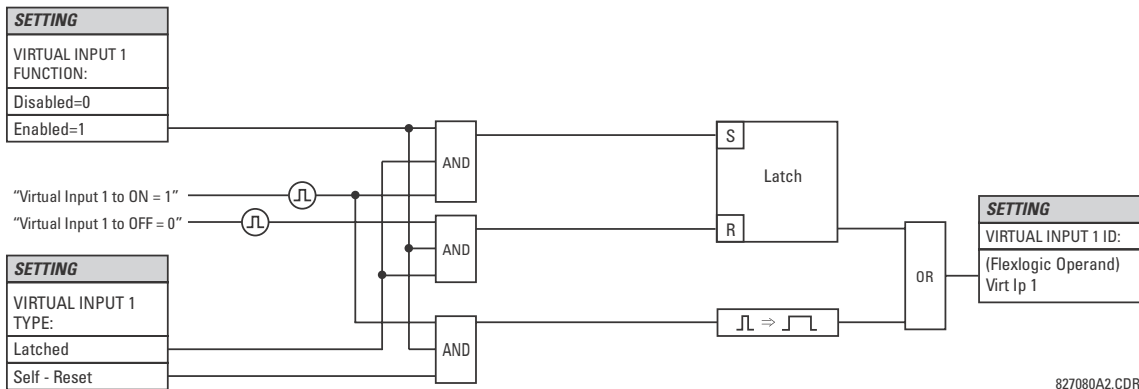 SETTING
VIRTUAL INPUT 1
FUNCTION:
Disabled=0
Enabled=1
“Virtual Input 1 to ON = 1”
“Virtual Input 1 to OFF = 0”
SETTING
VIRTUAL INPUT 1
TYPE:
Latched
Self - Reset
AND
AND
AND
S
Latch
R
OR
SETTING
VIRTUAL INPUT 1 ID:
(Flexlogic Operand)
Virt Ip 1
827080A2.CDR